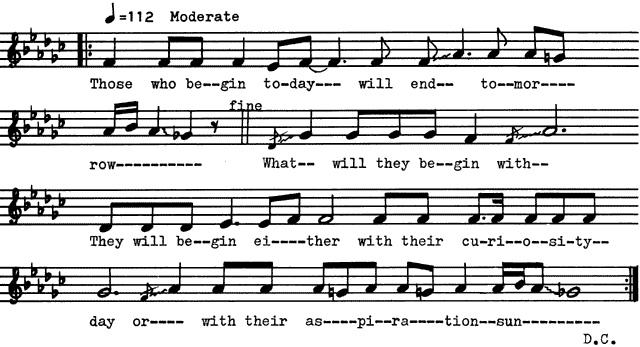 ♩=112 Moderate
Those who be--gin to-day--- will end-- to--mor----
fine
row---------- What-- will they be--gin with--
They will be--gin ei----ther with their cu-ri--o-si-ty--
day or---- with their as----pi--ra----tion--sun---------
D.C.